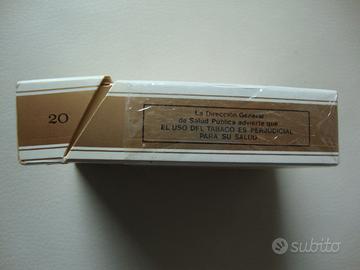 20
La Dirección General
de Salud Pública advierte que
EL USO DEL TABACO ES PERJUDICIAL
PARA SU SALUD
subito